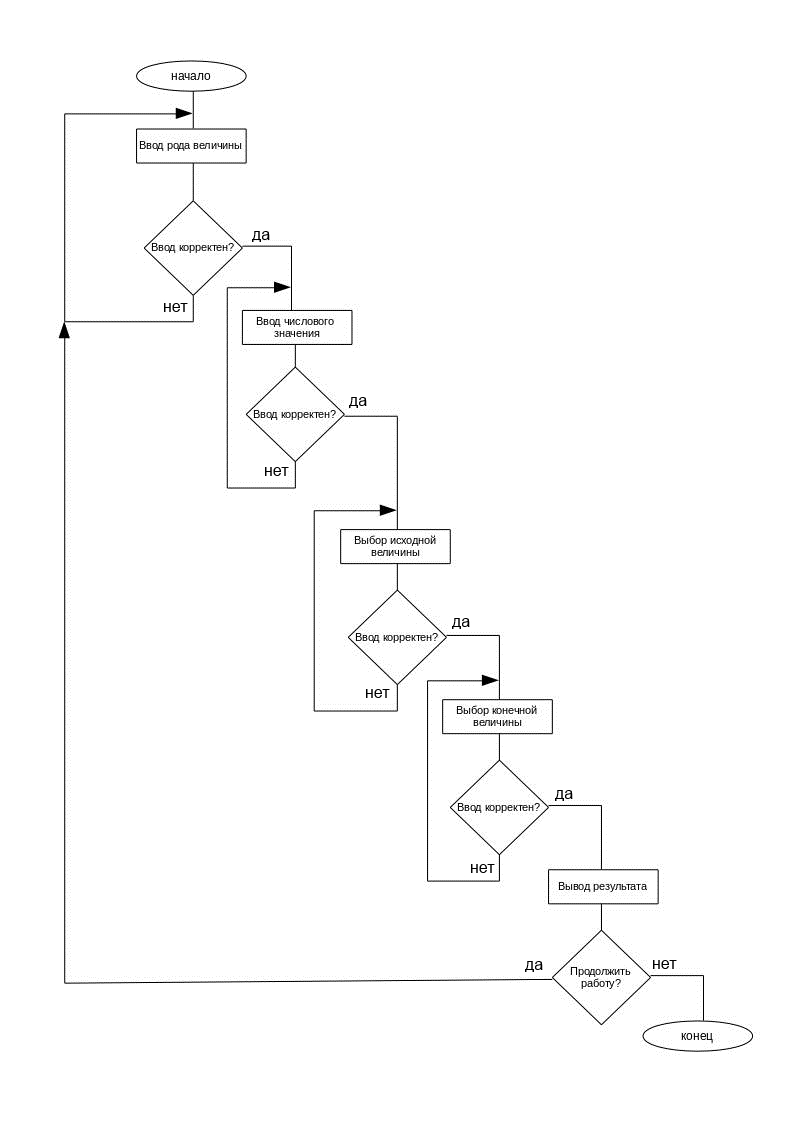 начало
Ввод рода величины
Ввод корректен?
да
нет
Ввод числового
значения
Ввод корректен?
да
нет
Выбор исходной
величины
Ввод корректен?
да
нет
Выбор конечной
величины
Ввод корректен?
да
нет
Вывод результата
да
Продолжить
работу?
нет
конец